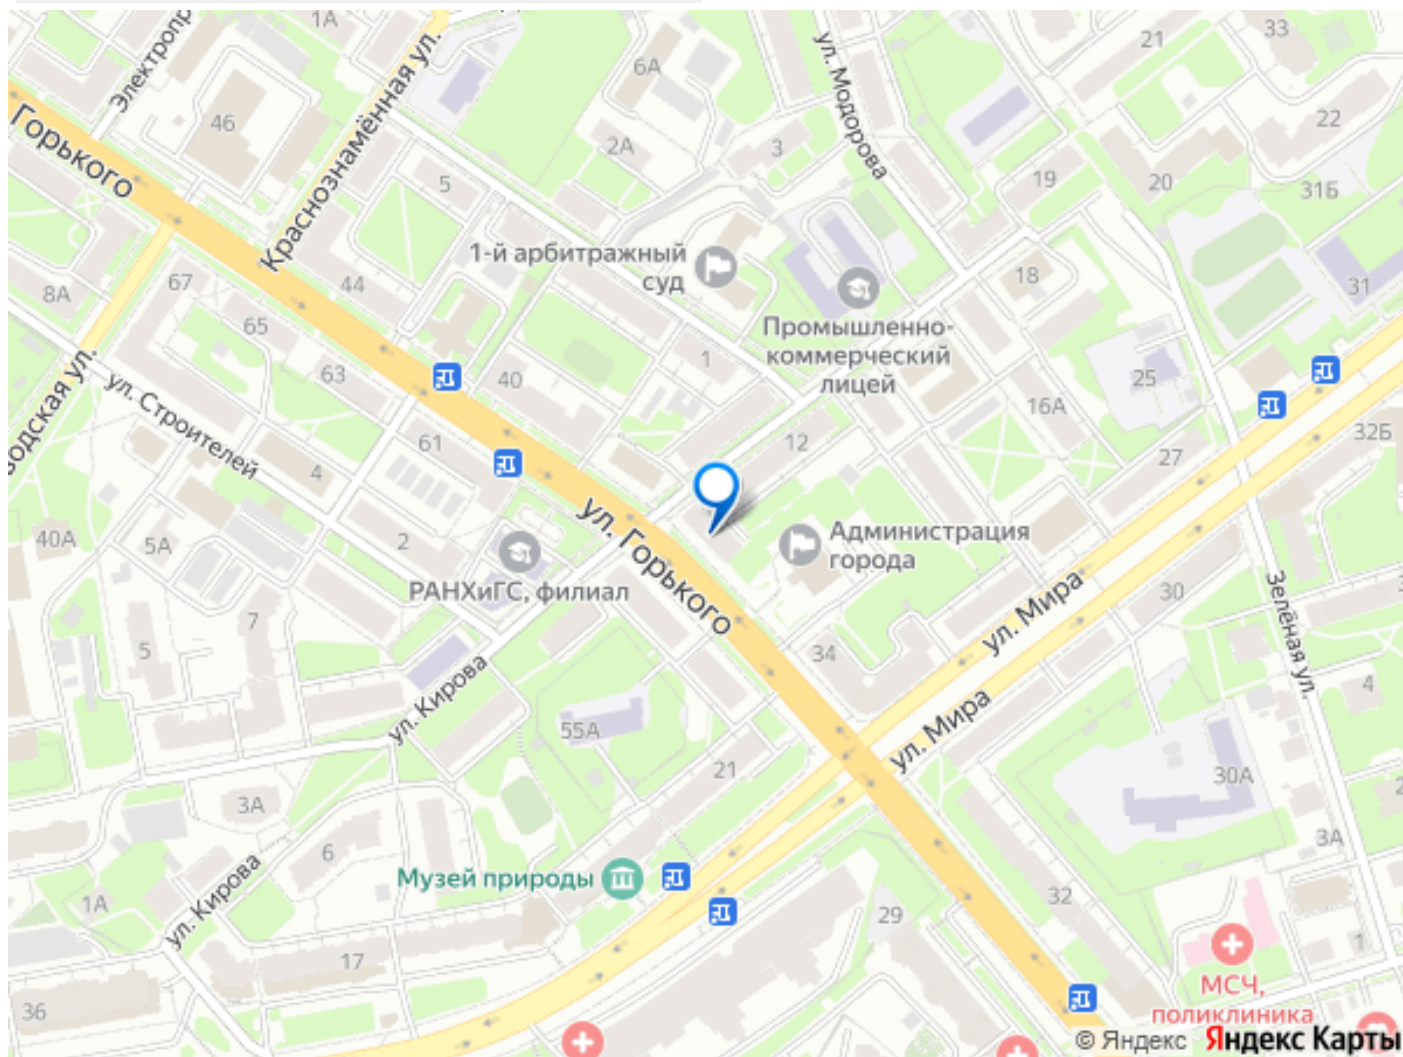 1А
Электропр
Краснознамённая ул.
46
6А
2А
3
ул. Модорова
21
33
22
20
19
31Б
31
Горького
5
1-й арбитражный
суд
18
Промышленно-
коммерческий
лицей
8А
67
65
44
63
40
1
25
16А
27
32Б
ул. Строителей
4
61
12
40А
5А
2
РАНХиГС, филиал
ул. Горького
Администрация
города
30
Зелёная ул.
7
5
34
ул. Мира
ул. Мира
ул. Кирова
55А
21
4
30А
3А
3А
6
Музей природы
1А
ул. Кирова
17
29
32
1
36
МСЧ,
поликлиника
© Яндекс Яндекс Карты